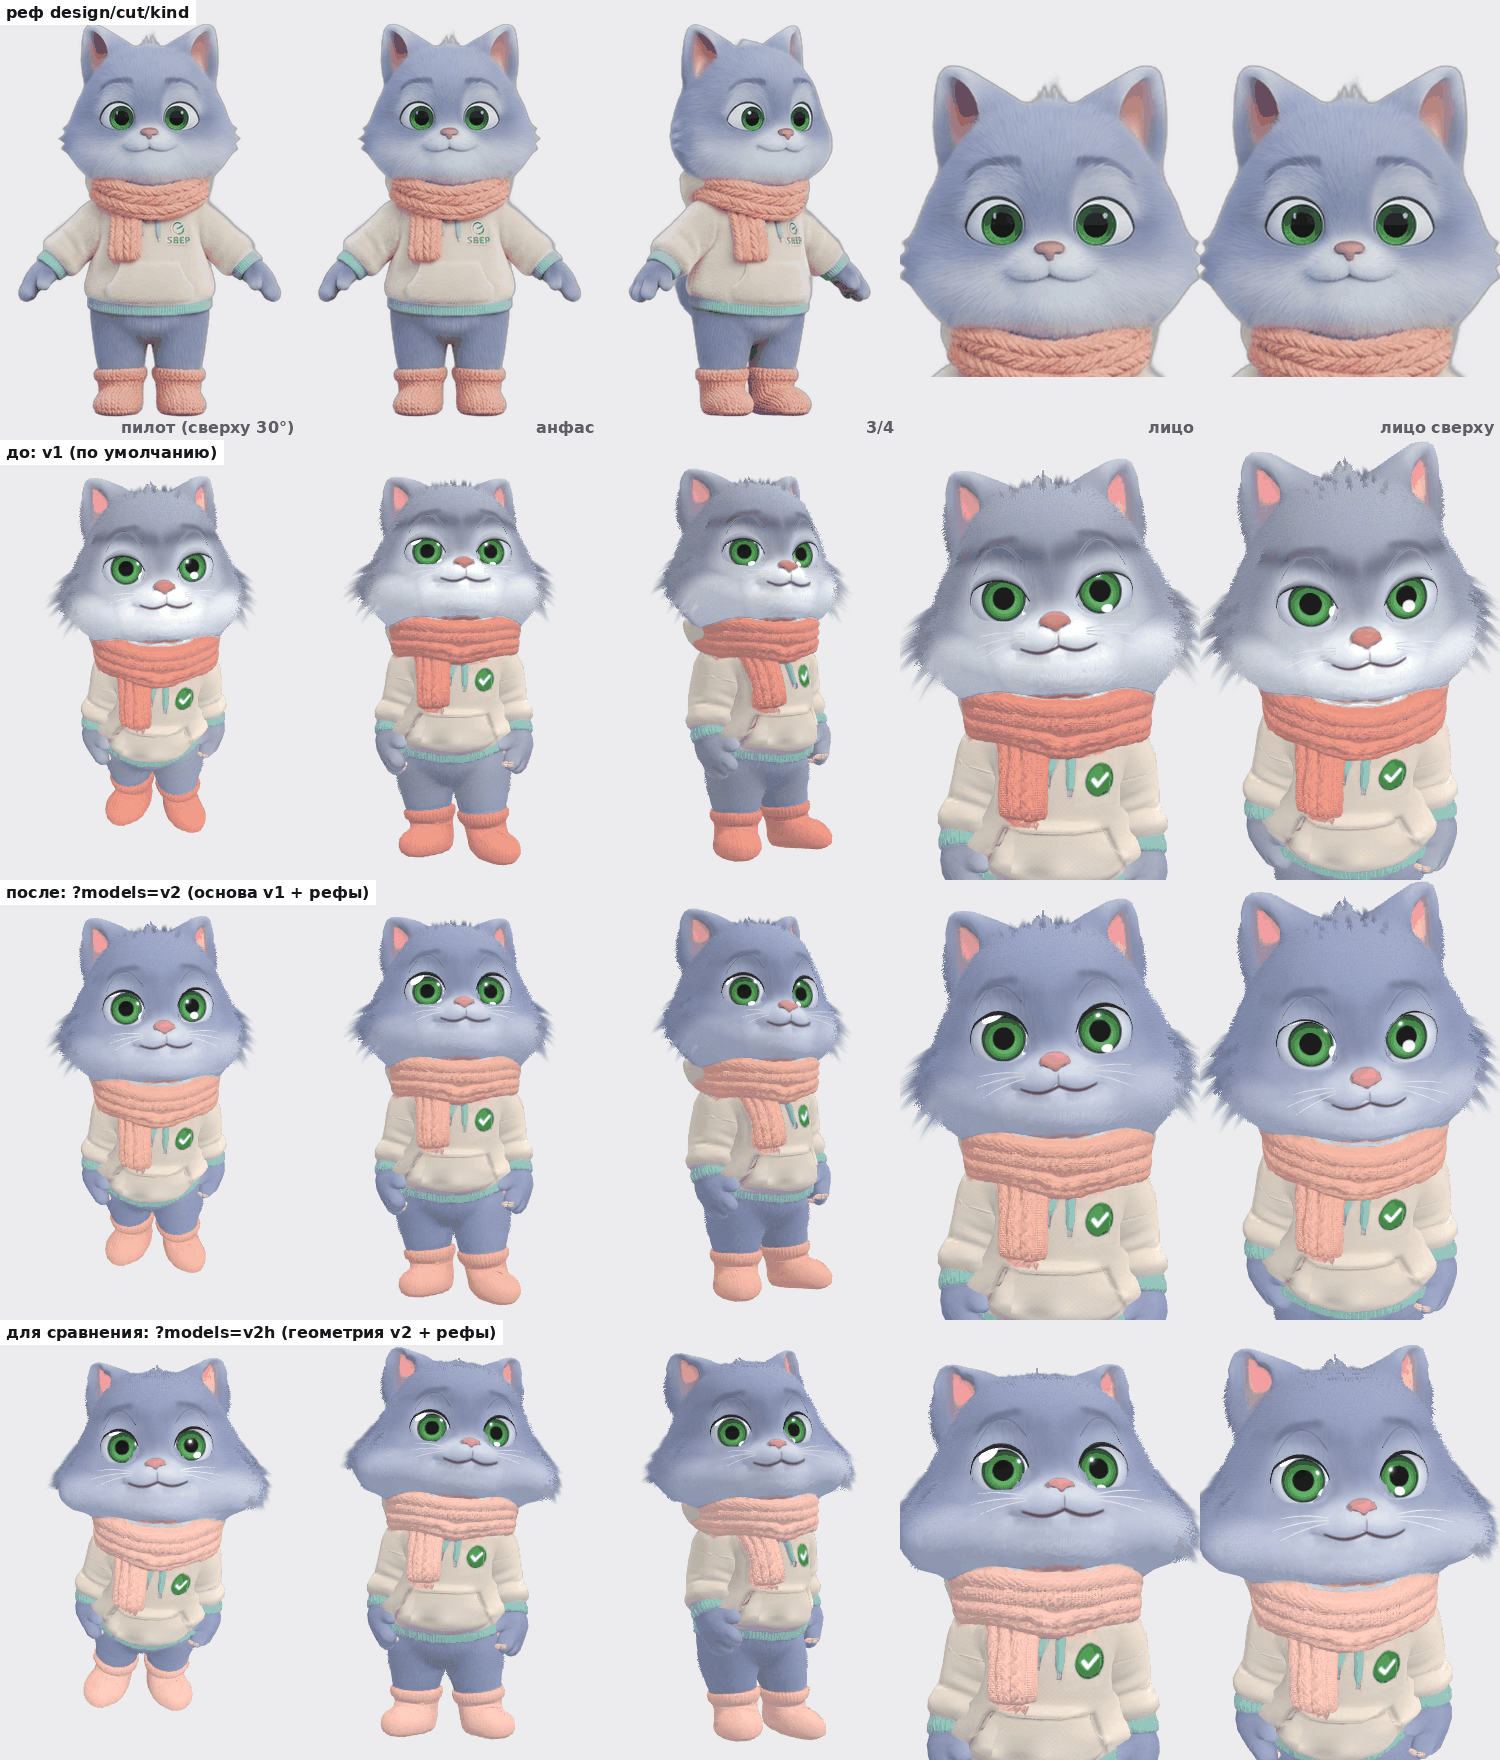 реф design/cut/kind
SBEP
SBEP
SBEP
пилот (сверху 30°)
анфас
3/4
лицо
лицо сверху
до: v1 (по умолчанию)
после: ?models=v2 (основа v1 + рефы)
для сравнения: ?models=v2h (геометрия v2 + рефы)